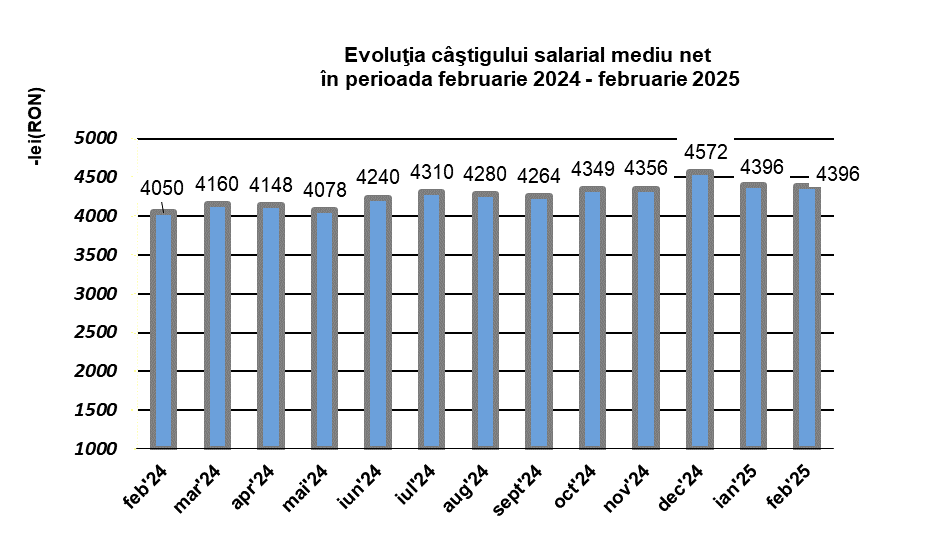 Evoluţia câştigului salarial mediu net
în perioada februarie 2024 - februarie 2025
-lei(RON)
5000
4500
4000
3500
3000
2500
2000
1500
1000
4050
4160
4148
4078
4240
4310
4280
4264
4349
4356
4572
4396
4396
feb'24
mar'24
apr'24
mai'24
iun'24
iul'24
aug'24
sept'24
oct'24
nov'24
dec'24
ian'25
feb'25